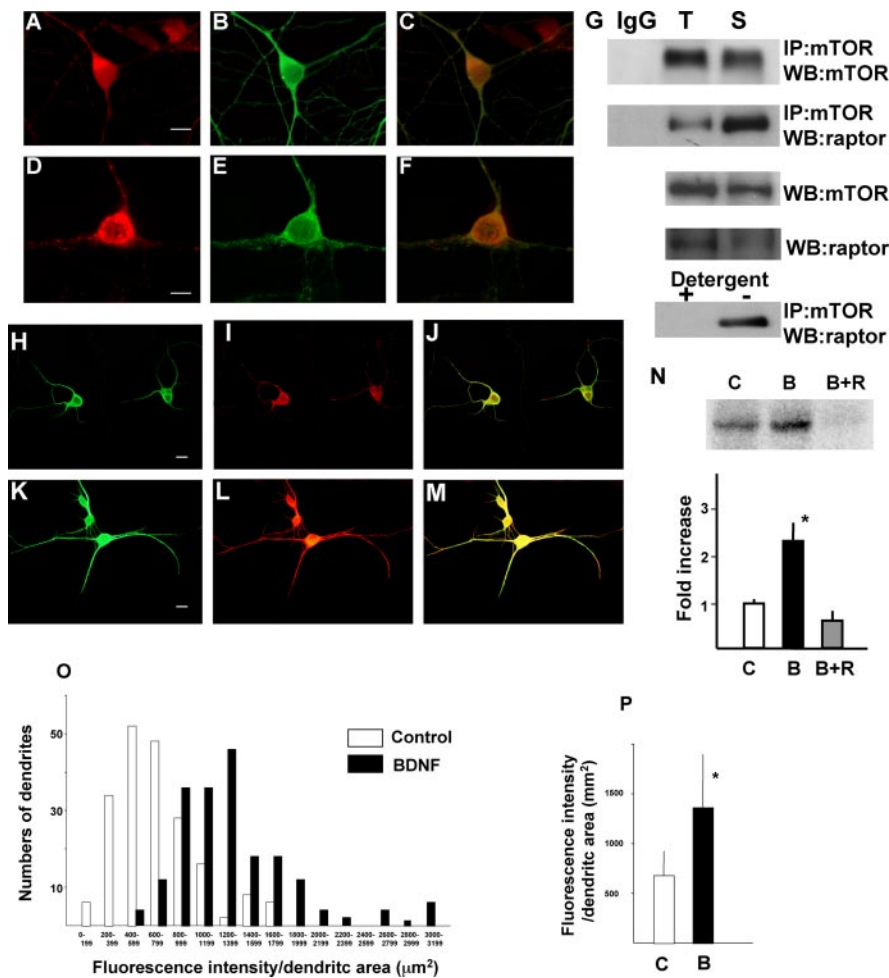 A
B
C
D
E
F
G IgG T S
IP:mTOR
WB:mTOR
IP:mTOR
WB:raptor
WB:mTOR
WB:raptor
Detergent
+ -
IP:mTOR
WB:raptor
H
I
J
K
L
M
N
C B B+R
Fold increase
3
2
1
C B B+R
O
Numbers of dendrites
50
30
10
Control
BDNF
0-
199
200-
399
400-
599
600-
799
800-
999
1000-
1199
1200-
1399
1400-
1599
1600-
1799
1800-
1999
2000-
2199
2200-
2399
2400-
2599
2600-
2799
2800-
2999
3000-
3199
Fluorescence intensity/dendritc area (μm²)
P
Fluorescence intensity
/dendritc area (mm²)
1500
1000
500
*
*
C B